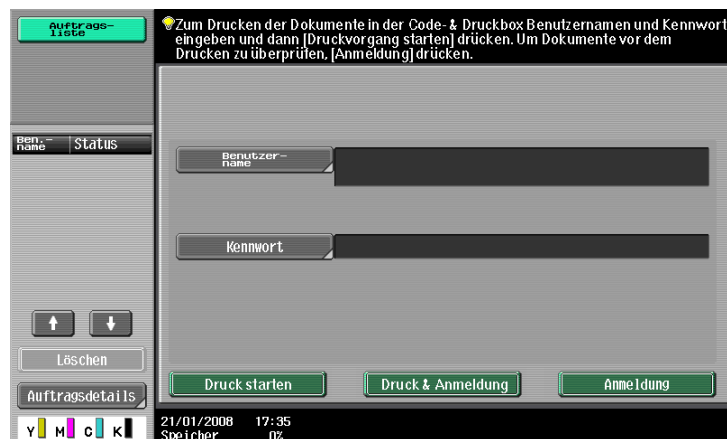 Auftrags-
liste
Zum Drucken der Dokumente in der Code- & Druckbox Benutzernamen und Kennwort
eingeben und dann [Druckvorgang starten] drücken. Um Dokumente vor dem
Drucken zu überprüfen, [Anmeldung] drücken.
Ben.- Status
name
Benutzer-
name
Kennwort
Löschen
Auftragsdetails
Druck starten Druck & Anmeldung Anmeldung
Y M C K
21/01/2008 17:35
Speicher 0%